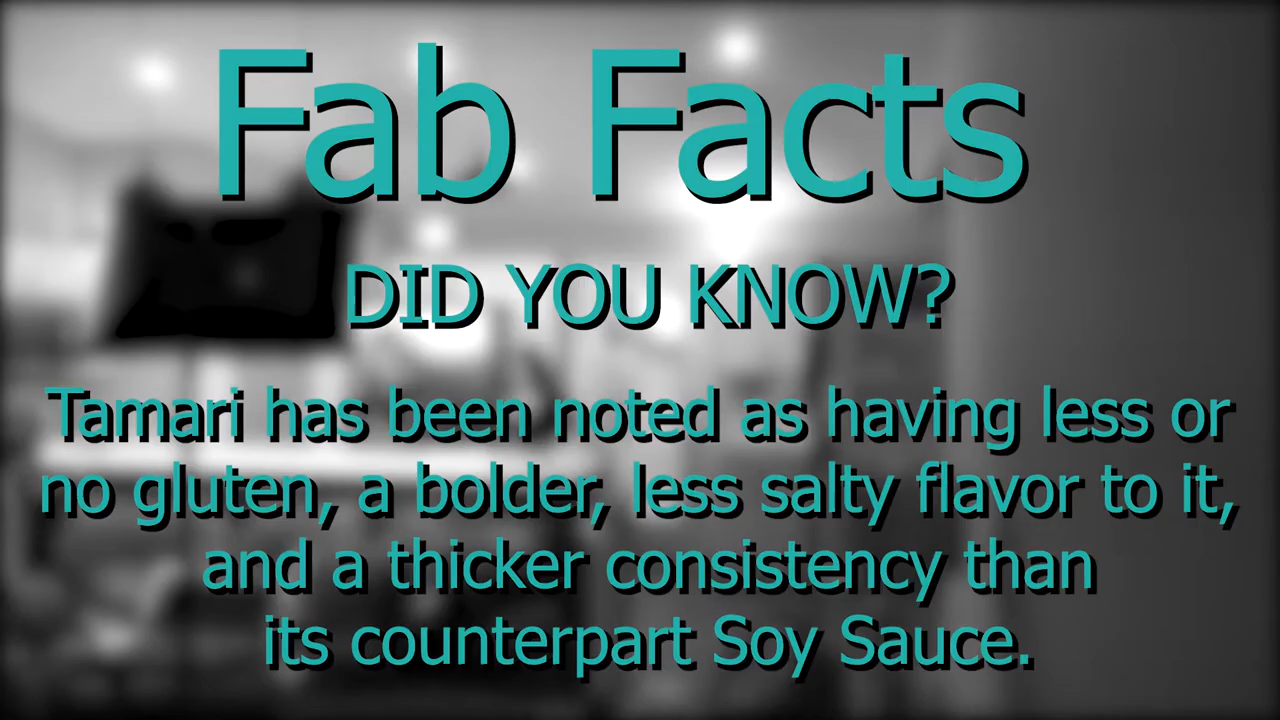 Fab Facts
DID YOU KNOW?
Tamari has been noted as having less or
no gluten, a bolder, less salty flavor to it,
and a thicker consistency than
its counterpart Soy Sauce.